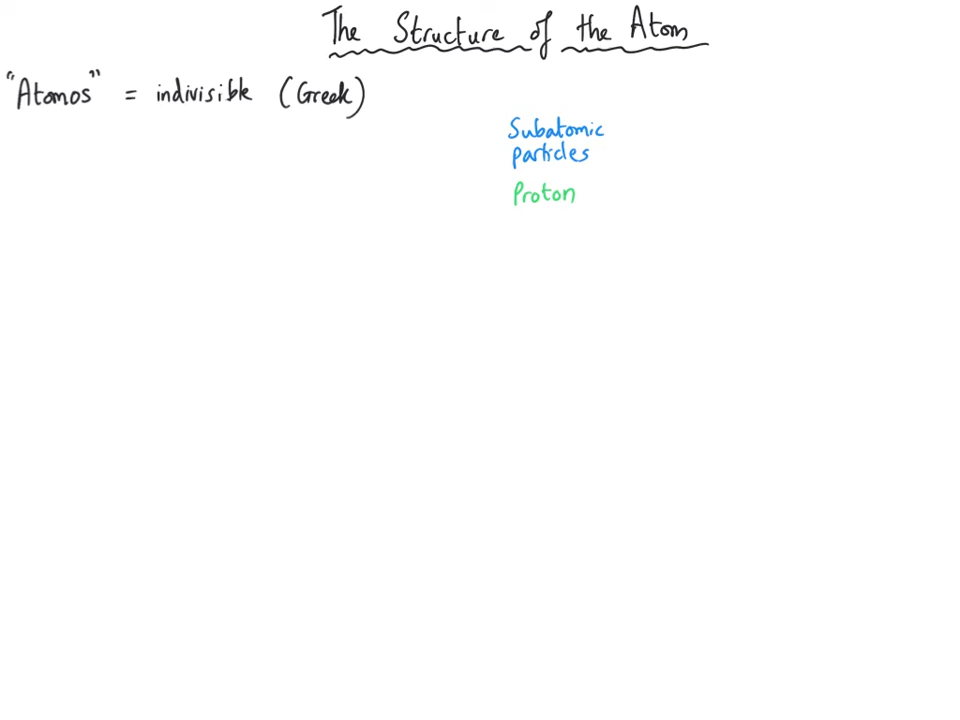 The Structure of the Atom
"Atomos" = indivisible (Greek)
Subatomic
particles
Proton